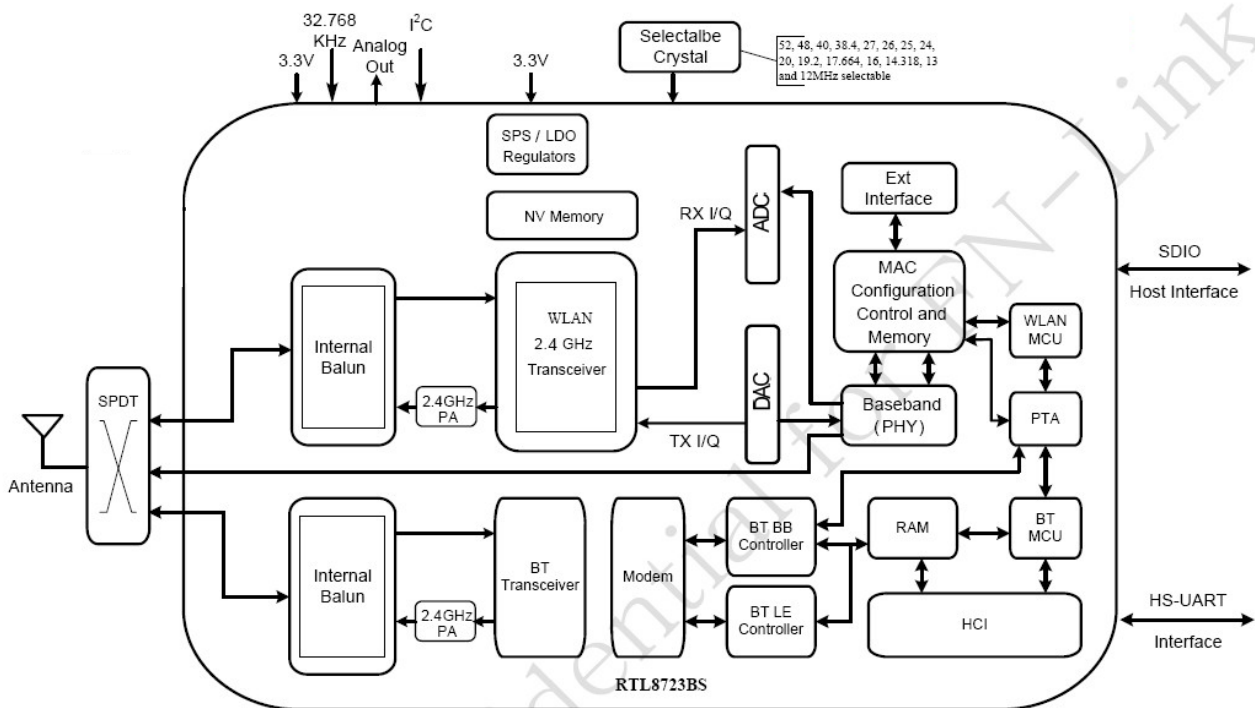 32.768
KHz
I²C
Analog
Out
3.3V
3.3V
Selectalbe
Crystal
52, 48, 40, 38.4, 27, 26, 25, 24,
20, 19.2, 17.664, 16, 14.318, 13
and 12MHz selectable
SPS / LDO
Regulators
NV Memory
RX I/Q
ADC
Ext
Interface
MAC
Configuration
Control and
Memory
SDIO
Host Interface
WLAN
MCU
WLAN
2.4 GHz
Transceiver
Internal
Balun
2.4GHz
PA
DAC
TX I/Q
Baseband
(PHY)
PTA
SPDT
Antenna
Internal
Balun
2.4GHz
PA
BT
Transceiver
Modem
BT BB
Controller
BT LE
Controller
RAM
BT
MCU
HCI
HS-UART
Interface
RTL8723BS
dential for FN-Link